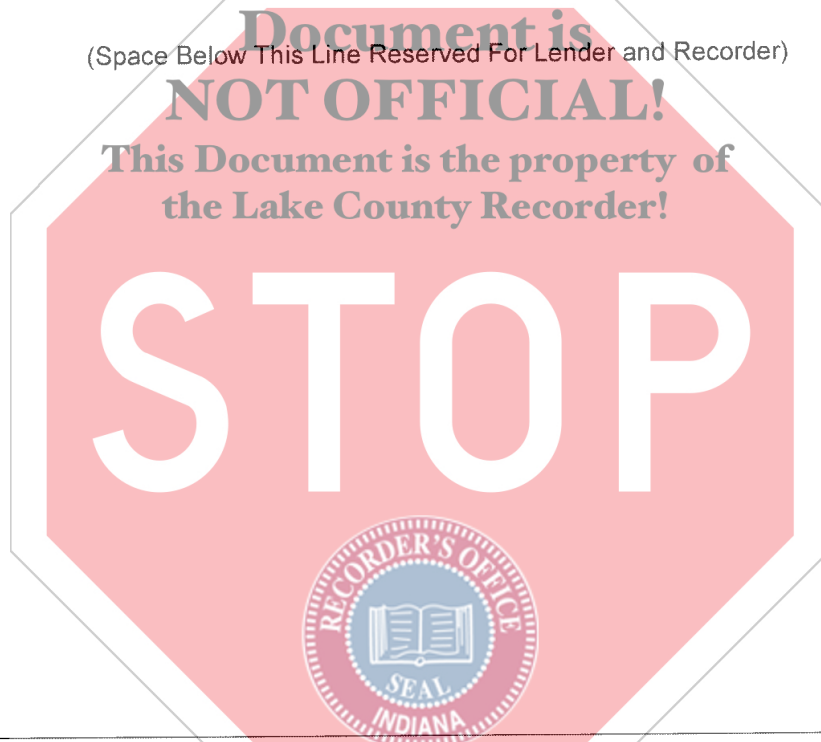 Document is
(Space Below This Line Reserved For Lender and Recorder)
NOT OFFICIAL!
This Document is the property of
the Lake County Recorder!
STOP
RECORDER'S OFFICE
SEAL
INDIANA